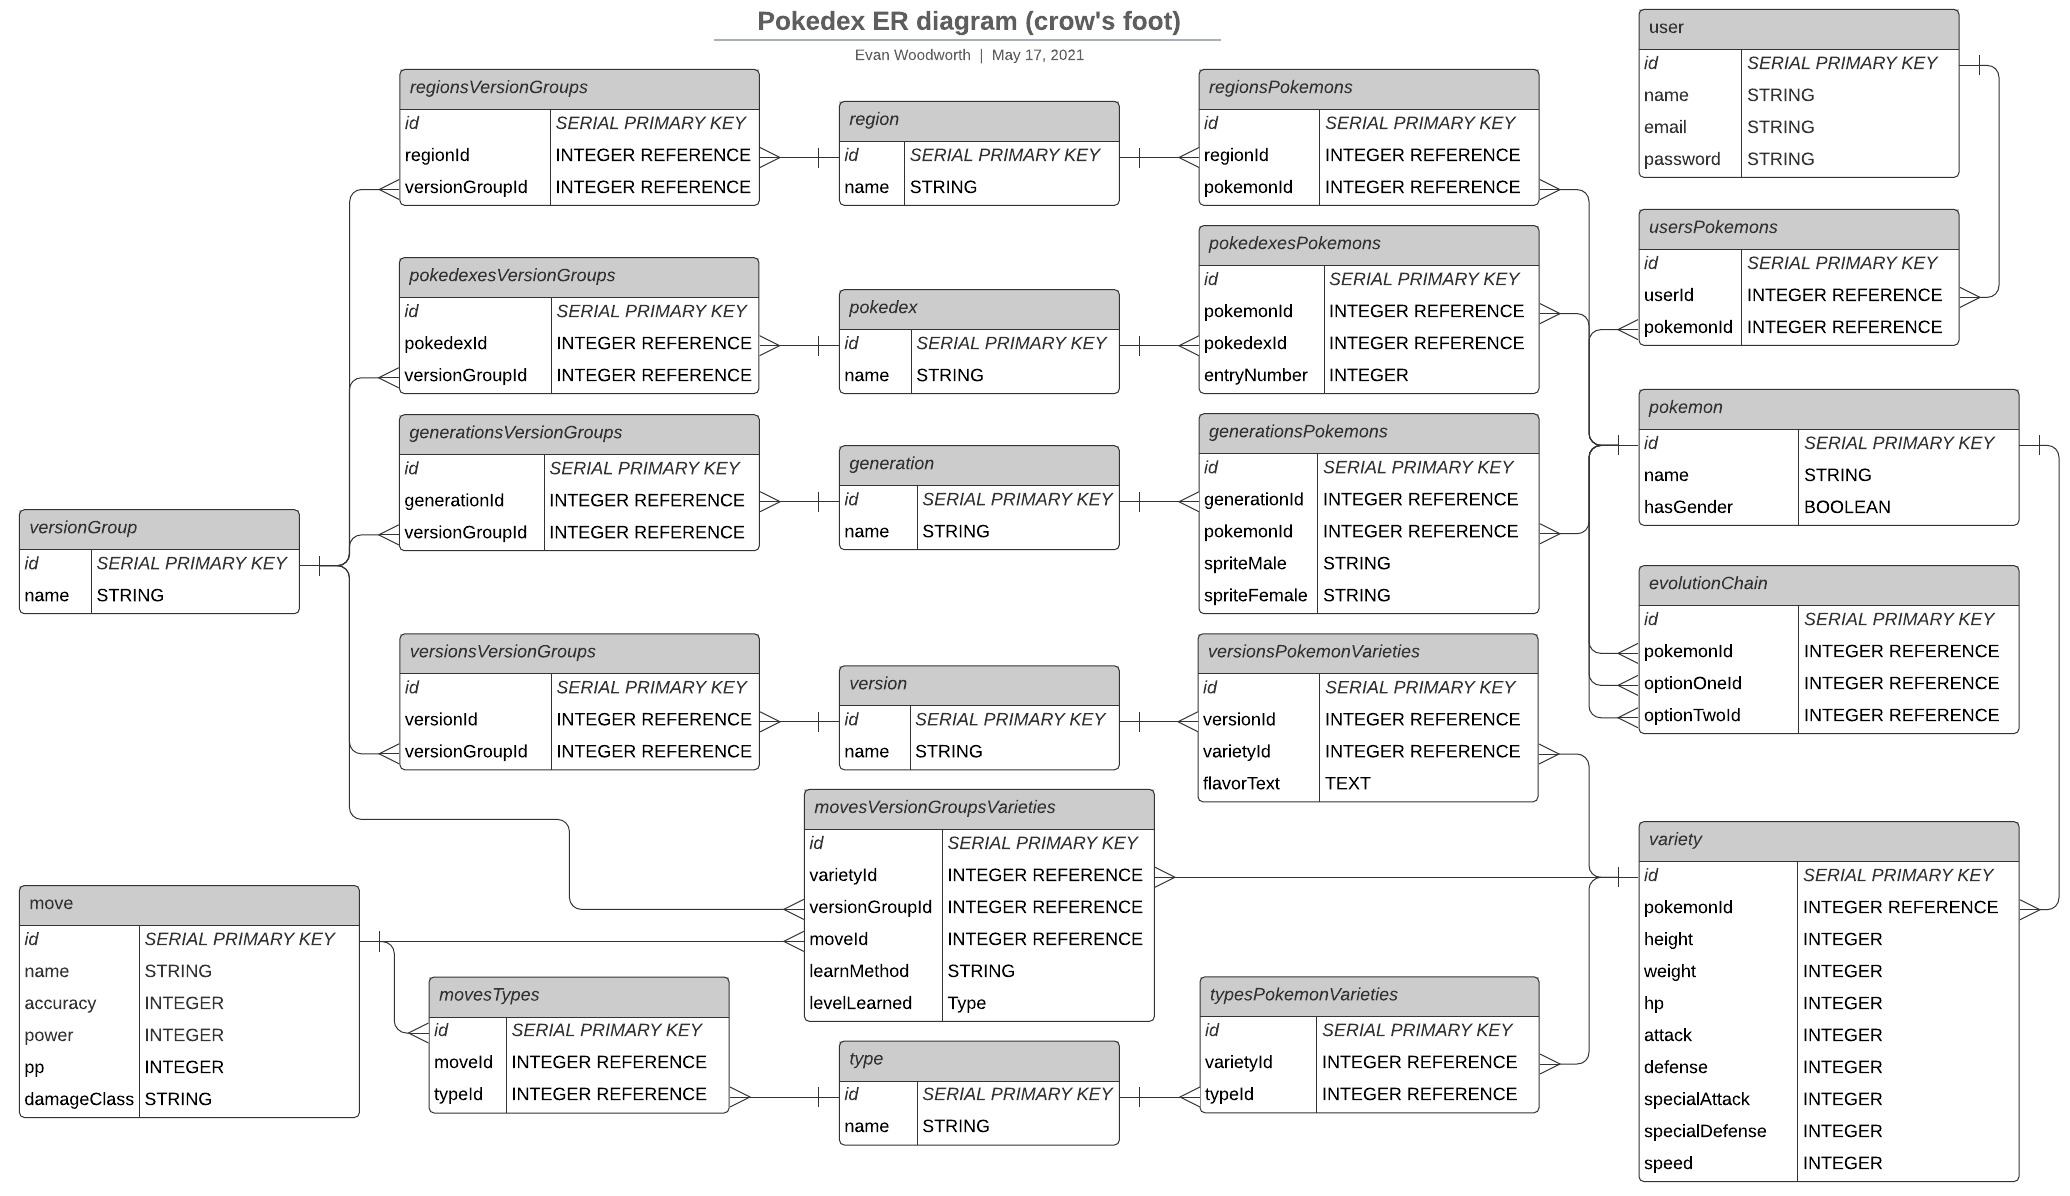 Pokedex ER diagram (crow's foot)
Evan Woodworth | May 17, 2021
regionsVersionGroups
id SERIAL PRIMARY KEY
regionId INTEGER REFERENCE
versionGroupId INTEGER REFERENCE
region
id SERIAL PRIMARY KEY
name STRING
regionsPokemons
id SERIAL PRIMARY KEY
regionId INTEGER REFERENCE
pokemonId INTEGER REFERENCE
user
id SERIAL PRIMARY KEY
name STRING
email STRING
password STRING
pokedexesVersionGroups
id SERIAL PRIMARY KEY
pokedexId INTEGER REFERENCE
versionGroupId INTEGER REFERENCE
pokedex
id SERIAL PRIMARY KEY
name STRING
pokedexesPokemons
id SERIAL PRIMARY KEY
pokemonId INTEGER REFERENCE
pokedexId INTEGER REFERENCE
entryNumber INTEGER
usersPokemons
id SERIAL PRIMARY KEY
userId INTEGER REFERENCE
pokemonId INTEGER REFERENCE
generationsVersionGroups
id SERIAL PRIMARY KEY
generationId INTEGER REFERENCE
versionGroupId INTEGER REFERENCE
generation
id SERIAL PRIMARY KEY
name STRING
generationsPokemons
id SERIAL PRIMARY KEY
generationId INTEGER REFERENCE
pokemonId INTEGER REFERENCE
spriteMale STRING
spriteFemale STRING
pokemon
id SERIAL PRIMARY KEY
name STRING
hasGender BOOLEAN
versionGroup
id SERIAL PRIMARY KEY
name STRING
evolutionChain
id SERIAL PRIMARY KEY
pokemonId INTEGER REFERENCE
optionOneId INTEGER REFERENCE
optionTwoId INTEGER REFERENCE
versionsVersionGroups
id SERIAL PRIMARY KEY
versionId INTEGER REFERENCE
versionGroupId INTEGER REFERENCE
version
id SERIAL PRIMARY KEY
name STRING
versionsPokemonVarieties
id SERIAL PRIMARY KEY
versionId INTEGER REFERENCE
varietyId INTEGER REFERENCE
flavorText TEXT
movesVersionGroupsVarieties
id SERIAL PRIMARY KEY
varietyId INTEGER REFERENCE
versionGroupId INTEGER REFERENCE
moveId INTEGER REFERENCE
learnMethod STRING
levelLearned Type
variety
id SERIAL PRIMARY KEY
pokemonId INTEGER REFERENCE
height INTEGER
weight INTEGER
hp INTEGER
attack INTEGER
defense INTEGER
specialAttack INTEGER
specialDefense INTEGER
speed INTEGER
move
id SERIAL PRIMARY KEY
name STRING
accuracy INTEGER
power INTEGER
pp INTEGER
damageClass STRING
movesTypes
id SERIAL PRIMARY KEY
moveId INTEGER REFERENCE
typeId INTEGER REFERENCE
type
id SERIAL PRIMARY KEY
name STRING
typesPokemonVarieties
id SERIAL PRIMARY KEY
varietyId INTEGER REFERENCE
typeId INTEGER REFERENCE